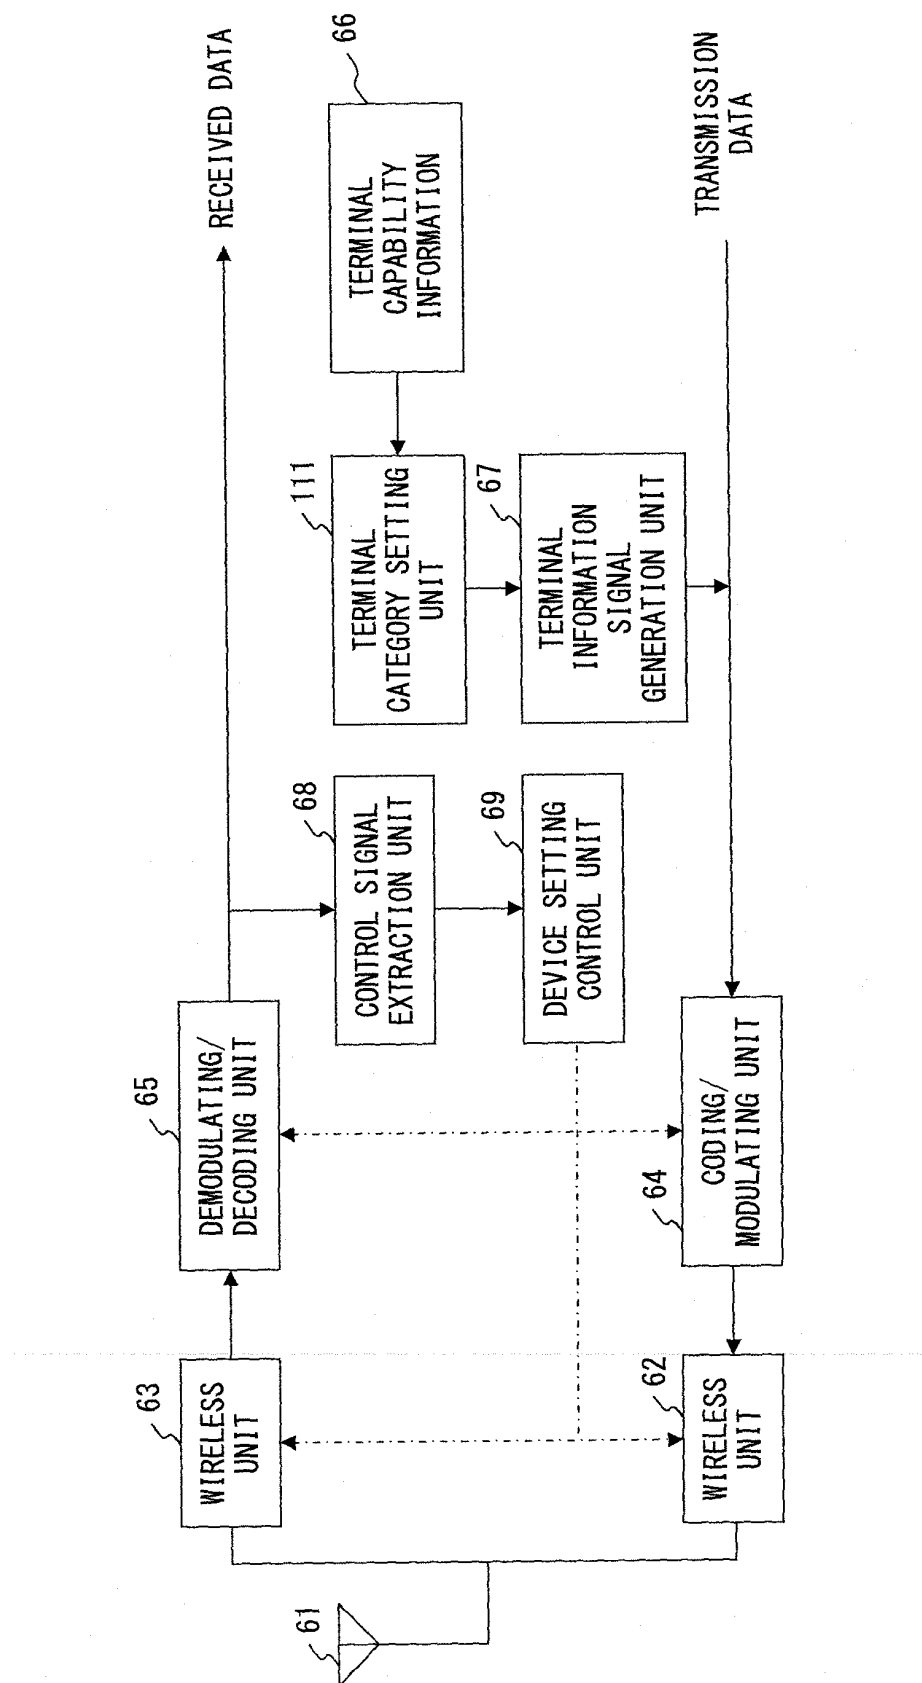 61
63
WIRELESS
UNIT
65
DEMODULATING/
DECODING UNIT
RECEIVED DATA
68
CONTROL SIGNAL
EXTRACTION UNIT
111
TERMINAL
CATEGORY SETTING
UNIT
66
TERMINAL
CAPABILITY
INFORMATION
69
DEVICE SETTING
CONTROL UNIT
67
TERMINAL
INFORMATION
SIGNAL
GENERATION UNIT
62
WIRELESS
UNIT
64
CODING/
MODULATING UNIT
TRANSMISSION
DATA